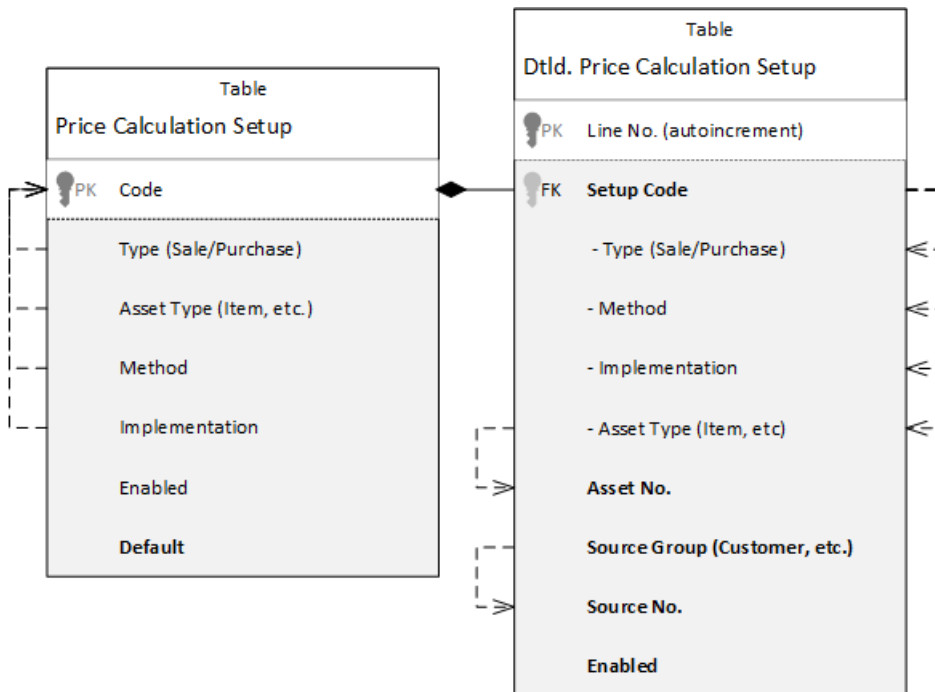 Table
Price Calculation Setup
PK Code
Type (Sale/Purchase)
Asset Type (Item, etc.)
Method
Implementation
Enabled
Default
Table
Dtld. Price Calculation Setup
PK Line No. (autoincrement)
FK Setup Code
- Type (Sale/Purchase)
- Method
- Implementation
- Asset Type (Item, etc)
Asset No.
Source Group (Customer, etc.)
Source No.
Enabled